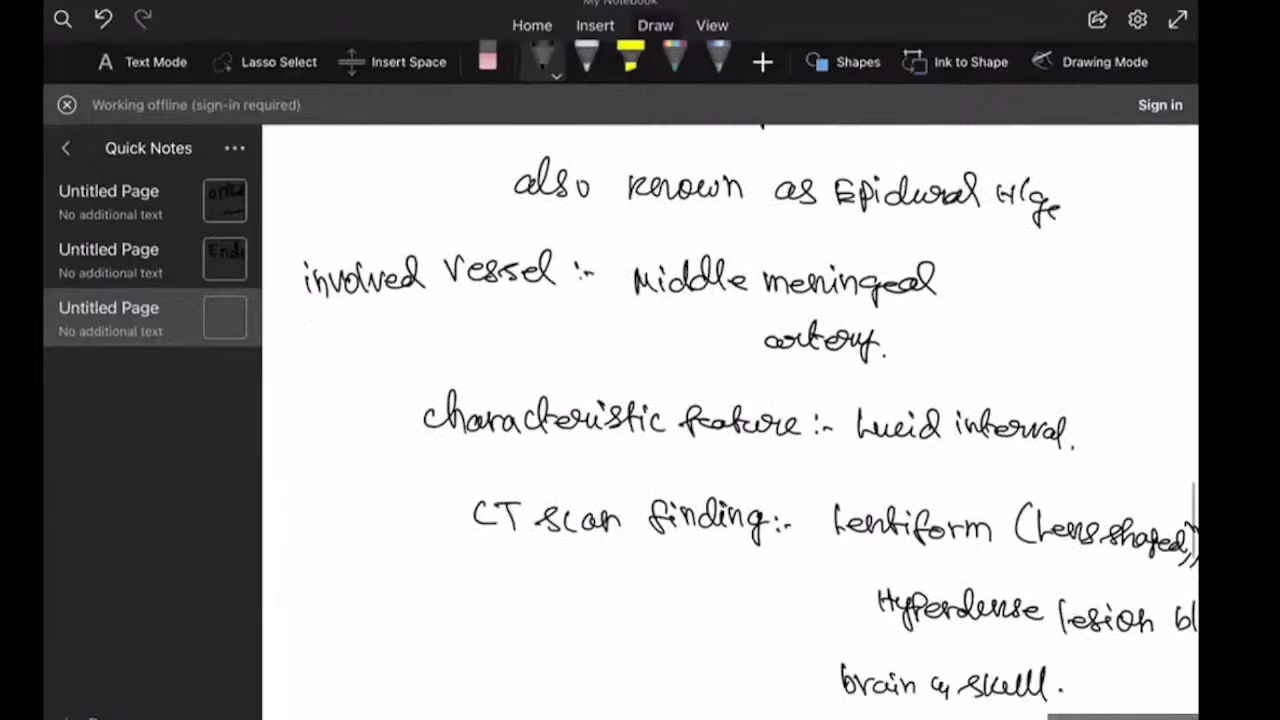 My Notebook
Home Insert Draw View
Text Mode Lasso Select Insert Space Shapes Ink to Shape Drawing Mode
Working offline (sign-in required) Sign in
Quick Notes
Untitled Page
No additional text
Untitled Page
No additional text
Untitled Page
No additional text
also known as Epidural H/ge
involved vessel :- Middle meningeal
artery.
characteristic feature :- Lucid interval.
CT scan finding :- Lentiform (Lens shaped)
Hyperdense lesion b/
brain & skull.